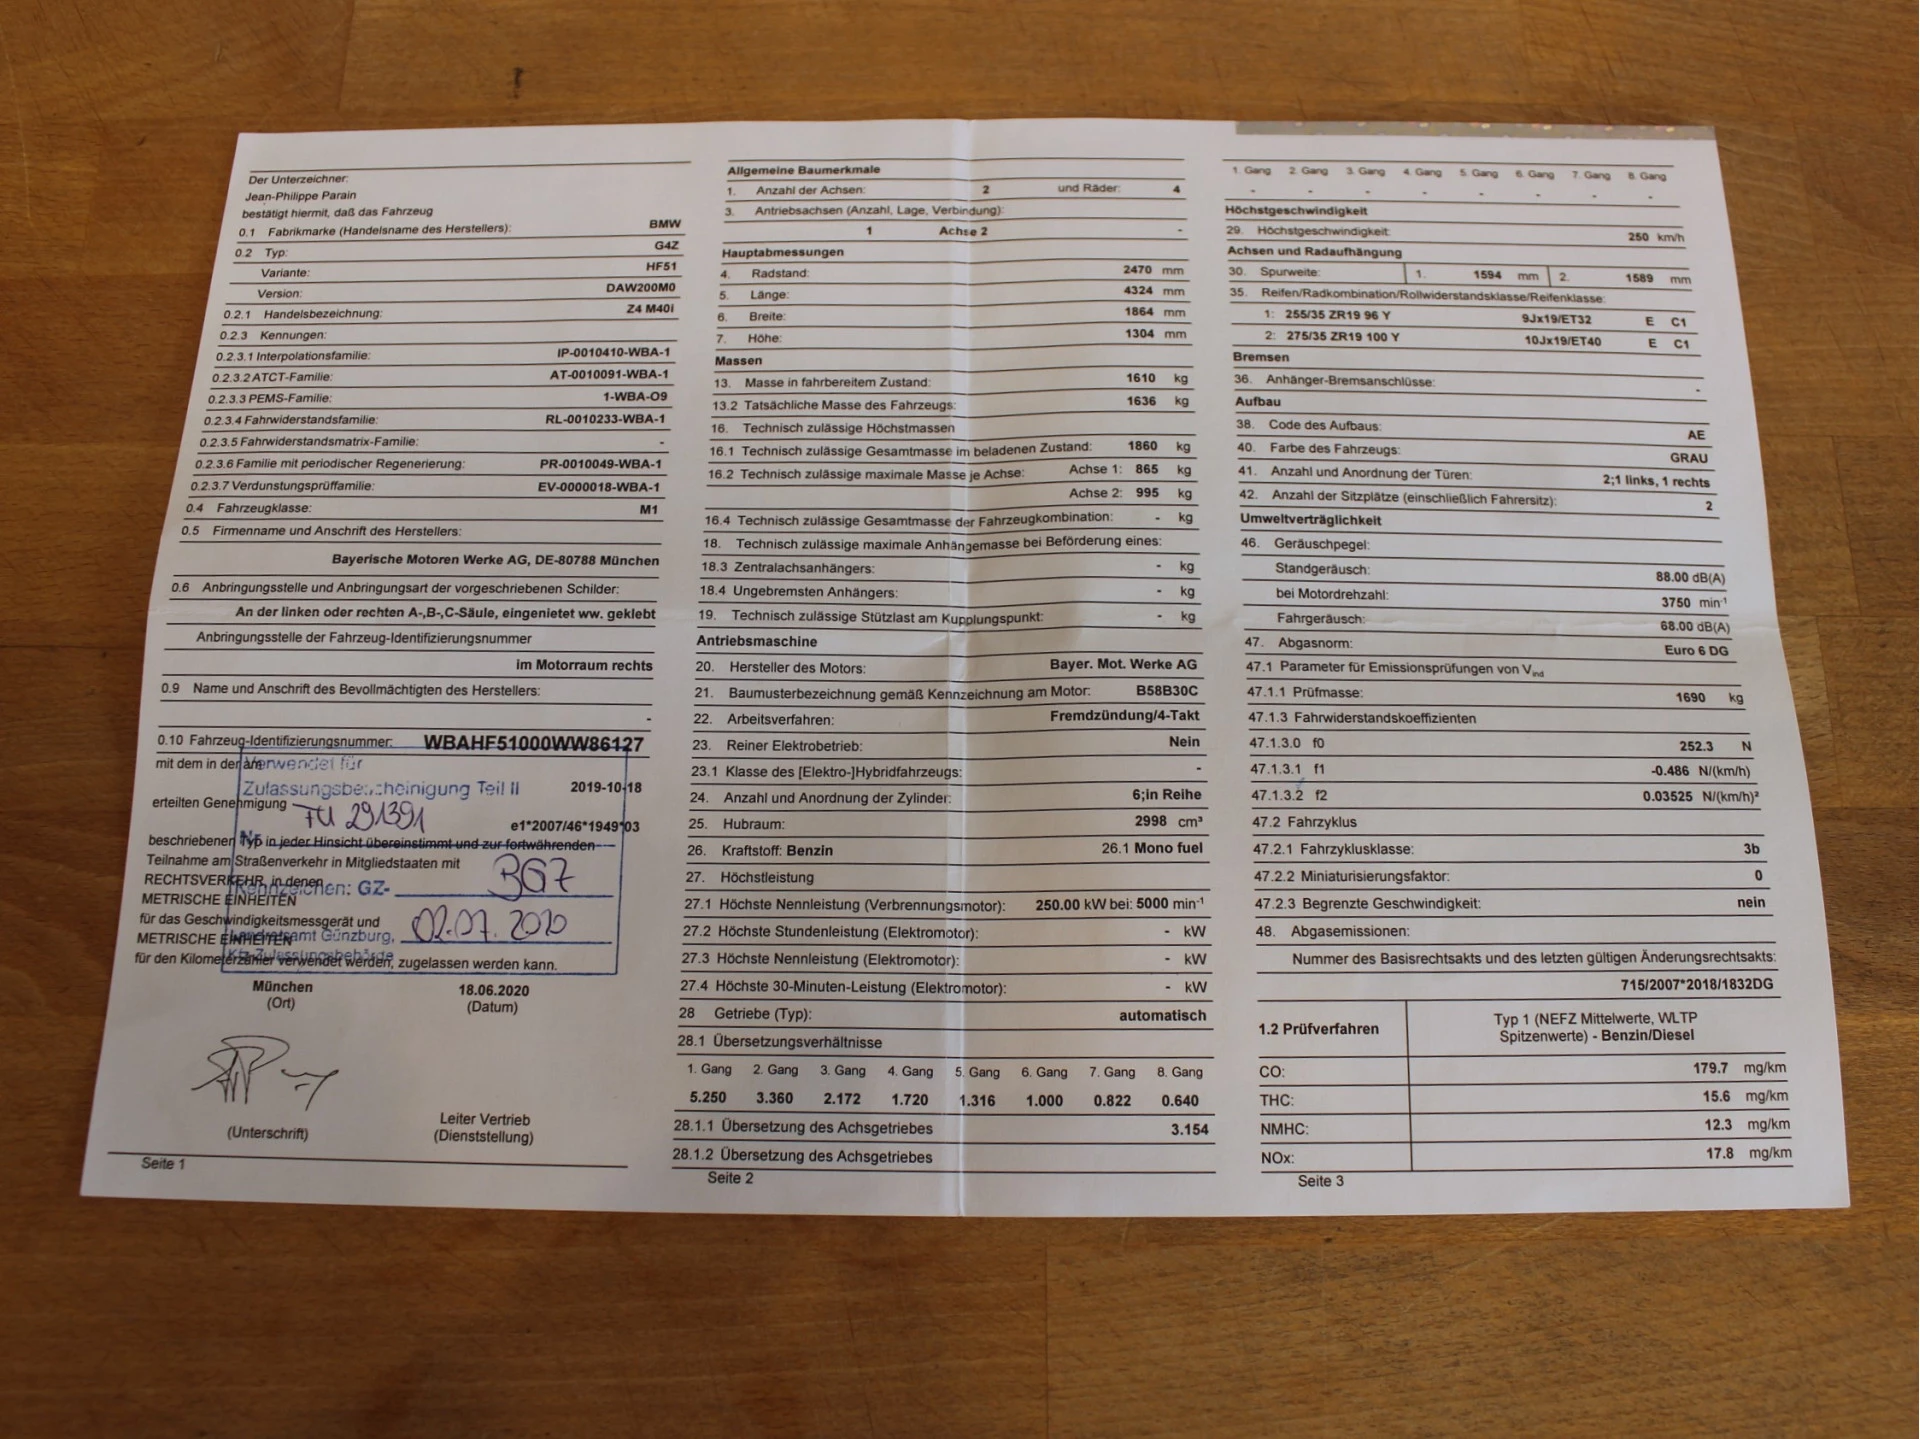 Der Unterzeichner:
Jean-Philippe Parain
bestätigt hiermit, daß das Fahrzeug
0.1 Fabrikmarke (Handelsname des Herstellers): BMW
0.2 Typ: G4Z
Variante: HF51
Version: DAW200M0
0.2.1 Handelsbezeichnung: Z4 M40i
0.2.3 Kennungen:
0.2.3.1 Interpolationsfamilie: IP-0010410-WBA-1
0.2.3.2 ATCT-Familie: AT-0010091-WBA-1
0.2.3.3 PEMS-Familie: 1-WBA-O9
0.2.3.4 Fahrwiderstandsfamilie: RL-0010233-WBA-1
0.2.3.5 Fahrwiderstandsmatrix-Familie: -
0.2.3.6 Familie mit periodischer Regenerierung: PR-0010049-WBA-1
0.2.3.7 Verdunstungsprüffamilie: EV-0000018-WBA-1
0.4 Fahrzeugklasse: M1
0.5 Firmenname und Anschrift des Herstellers:
Bayerische Motoren Werke AG, DE-80788 München
0.6 Anbringungsstelle und Anbringungsart der vorgeschriebenen Schilder:
An der linken oder rechten A-,B-,C-Säule, eingenietet ww. geklebt
Anbringungsstelle der Fahrzeug-Identifizierungsnummer
im Motorraum rechts
0.9 Name und Anschrift des Bevollmächtigten des Herstellers:
-
0.10 Fahrzeug-Identifizierungsnummer: WBAHF51000WW86127
mit dem in der am
Verwendet für
Zulassungsbescheinigung Teil II 2019-10-18
erteilten Genehmigung
FU 291391
e1*2007/46*1949*03
beschriebenen Typ in jeder Hinsicht übereinstimmt und zur fortwährenden
Nr.
Teilnahme am Straßenverkehr in Mitgliedstaaten mit
RECHTSVERKEHR, in denen
Kennzeichen: GZ- BG7
METRISCHE EINHEITEN
für das Geschwindigkeitsmessgerät und
METRISCHE EINHEITEN
Landratsamt Günzburg, 02.07.2020
Kfz-Zulassungsbehörde
für den Kilometerzähler verwendet werden, zugelassen werden kann.
München 18.06.2020
(Ort) (Datum)
Leiter Vertrieb
(Unterschrift) (Dienststellung)
Seite 1
Allgemeine Baumerkmale
1. Anzahl der Achsen: 2 und Räder: 4
3. Antriebsachsen (Anzahl, Lage, Verbindung):
1 Achse 2 -
Hauptabmessungen
4. Radstand: 2470 mm
5. Länge: 4324 mm
6. Breite: 1864 mm
7. Höhe: 1304 mm
Massen
13. Masse in fahrbereitem Zustand: 1610 kg
13.2 Tatsächliche Masse des Fahrzeugs: 1636 kg
16. Technisch zulässige Höchstmassen
16.1 Technisch zulässige Gesamtmasse im beladenen Zustand: 1860 kg
16.2 Technisch zulässige maximale Masse je Achse: Achse 1: 865 kg
Achse 2: 995 kg
16.4 Technisch zulässige Gesamtmasse der Fahrzeugkombination: - kg
18. Technisch zulässige maximale Anhängemasse bei Beförderung eines:
18.3 Zentralachsanhängers: - kg
18.4 Ungebremsten Anhängers: - kg
19. Technisch zulässige Stützlast am Kupplungspunkt: - kg
Antriebsmaschine
20. Hersteller des Motors: Bayer. Mot. Werke AG
21. Baumusterbezeichnung gemäß Kennzeichnung am Motor: B58B30C
22. Arbeitsverfahren: Fremdzündung/4-Takt
23. Reiner Elektrobetrieb: Nein
23.1 Klasse des [Elektro-]Hybridfahrzeugs: -
24. Anzahl und Anordnung der Zylinder: 6;in Reihe
25. Hubraum: 2998 cm³
26. Kraftstoff: Benzin 26.1 Mono fuel
27. Höchstleistung
27.1 Höchste Nennleistung (Verbrennungsmotor): 250.00 kW bei: 5000 min⁻¹
27.2 Höchste Stundenleistung (Elektromotor): - kW
27.3 Höchste Nennleistung (Elektromotor): - kW
27.4 Höchste 30-Minuten-Leistung (Elektromotor): - kW
28 Getriebe (Typ): automatisch
28.1 Übersetzungsverhältnisse
1. Gang 2. Gang 3. Gang 4. Gang 5. Gang 6. Gang 7. Gang 8. Gang
5.250 3.360 2.172 1.720 1.316 1.000 0.822 0.640
28.1.1 Übersetzung des Achsgetriebes 3.154
28.1.2 Übersetzung des Achsgetriebes
Seite 2
1. Gang 2. Gang 3. Gang 4. Gang 5. Gang 6. Gang 7. Gang 8. Gang
- - - - - - - -
Höchstgeschwindigkeit
29. Höchstgeschwindigkeit: 250 km/h
Achsen und Radaufhängung
30. Spurweite: 1. 1594 mm 2. 1589 mm
35. Reifen/Radkombination/Rollwiderstandsklasse/Reifenklasse:
1: 255/35 ZR19 96 Y 9Jx19/ET32 E C1
2: 275/35 ZR19 100 Y 10Jx19/ET40 E C1
Bremsen
36. Anhänger-Bremsanschlüsse: -
Aufbau
38. Code des Aufbaus: AE
40. Farbe des Fahrzeugs: GRAU
41. Anzahl und Anordnung der Türen: 2;1 links, 1 rechts
42. Anzahl der Sitzplätze (einschließlich Fahrersitz): 2
Umweltverträglichkeit
46. Geräuschpegel:
Standgeräusch: 88.00 dB(A)
bei Motordrehzahl: 3750 min⁻¹
Fahrgeräusch: 68.00 dB(A)
47. Abgasnorm: Euro 6 DG
47.1 Parameter für Emissionsprüfungen von Vind
47.1.1 Prüfmasse: 1690 kg
47.1.3 Fahrwiderstandskoeffizienten
47.1.3.0 f0 252.3 N
47.1.3.1 f1 -0.486 N/(km/h)
47.1.3.2 f2 0.03525 N/(km/h)²
47.2 Fahrzyklus
47.2.1 Fahrzyklusklasse: 3b
47.2.2 Miniaturisierungsfaktor: 0
47.2.3 Begrenzte Geschwindigkeit: nein
48. Abgasemissionen:
Nummer des Basisrechtsakts und des letzten gültigen Änderungsrechtsakts:
715/2007*2018/1832DG
1.2 Prüfverfahren Typ 1 (NEFZ Mittelwerte, WLTP
Spitzenwerte) - Benzin/Diesel
CO: 179.7 mg/km
THC: 15.6 mg/km
NMHC: 12.3 mg/km
NOx: 17.8 mg/km
Seite 3